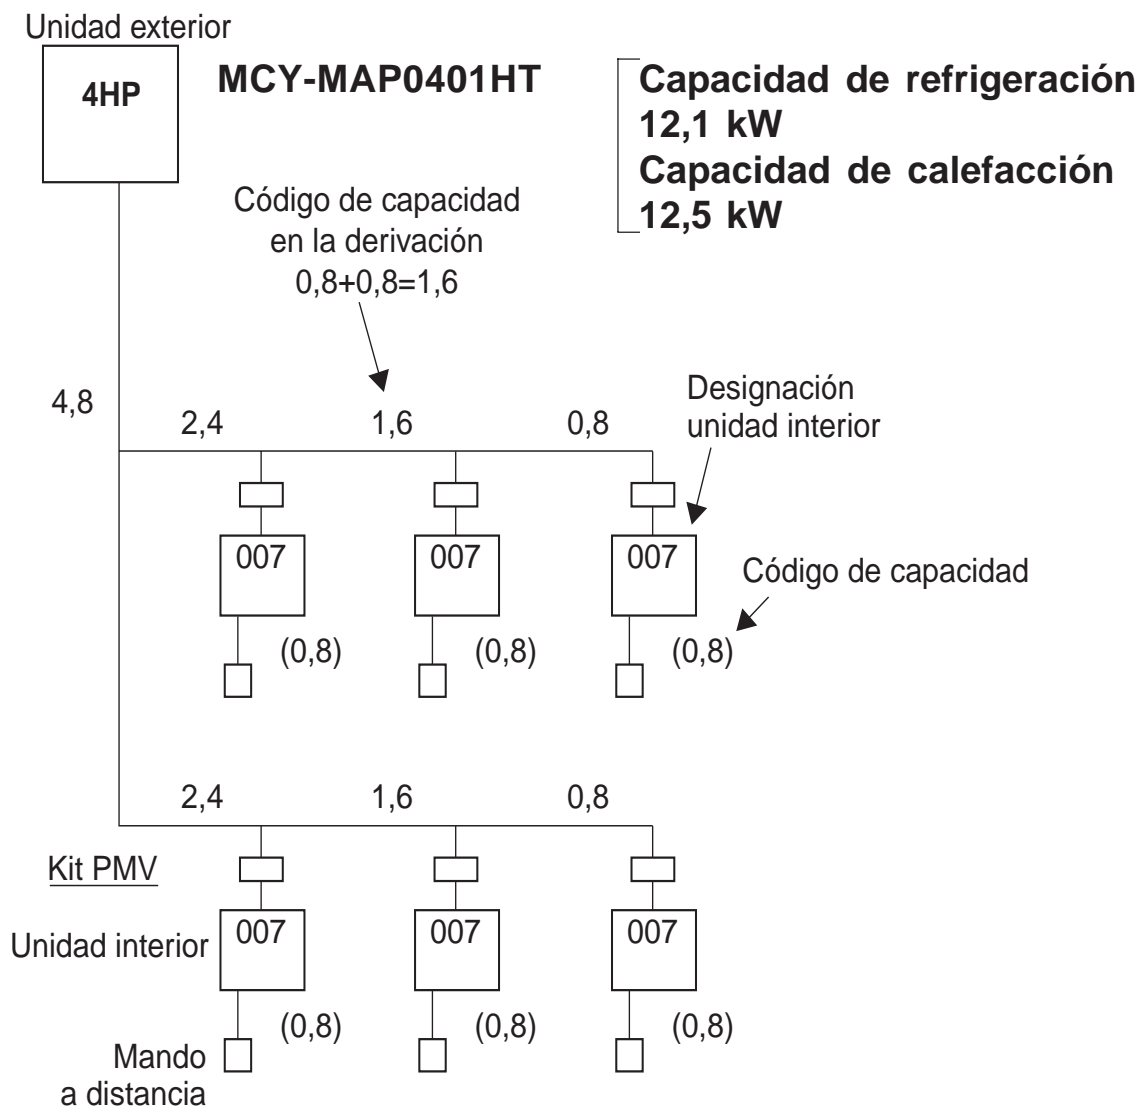 Unidad exterior
4HP
MCY-MAP0401HT
Capacidad de refrigeración
12,1 kW
Capacidad de calefacción
12,5 kW
Código de capacidad
en la derivación
0,8+0,8=1,6
4,8
2,4
1,6
0,8
Designación
unidad interior
007
007
007
Código de capacidad
(0,8)
(0,8)
(0,8)
2,4
1,6
0,8
Kit PMV
Unidad interior
007
007
007
(0,8)
(0,8)
(0,8)
Mando
a distancia